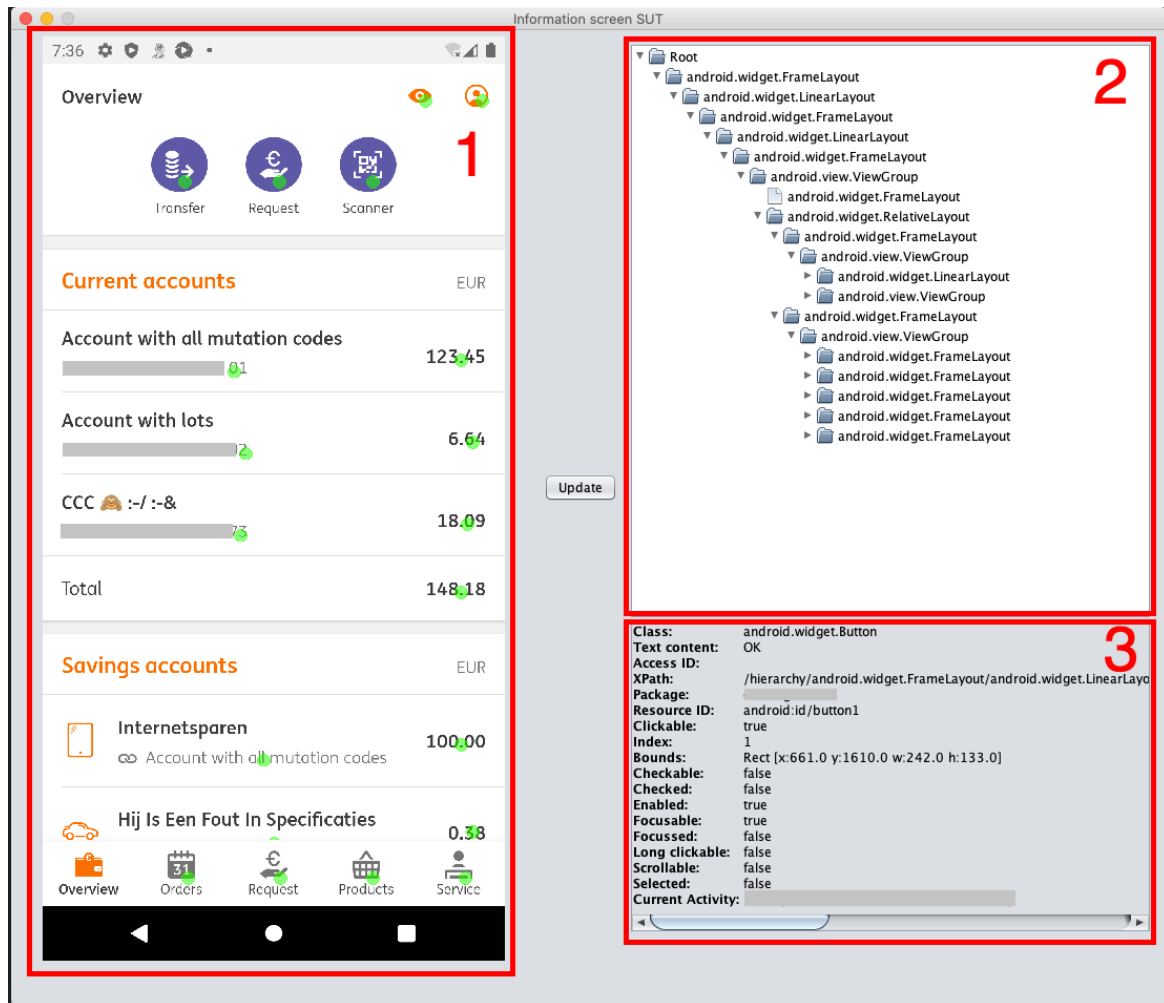 Information screen SUT
7:36
Overview
1
Transfer Request Scanner
Current accounts EUR
Account with all mutation codes
123.45
01
Account with lots
6.64
02
CCC 🙈 :-/ :-&
18.09
73
Total 148.18
Savings accounts EUR
Internetsparen
100.00
Account with all mutation codes
Hij Is Een Fout In Specificaties
0.38
31
Overview Orders Request Products Service
Update
2
Root
android.widget.FrameLayout
android.widget.LinearLayout
android.widget.FrameLayout
android.widget.LinearLayout
android.widget.FrameLayout
android.view.ViewGroup
android.widget.FrameLayout
android.widget.RelativeLayout
android.widget.FrameLayout
android.view.ViewGroup
android.widget.LinearLayout
android.view.ViewGroup
android.widget.FrameLayout
android.view.ViewGroup
android.widget.FrameLayout
android.widget.FrameLayout
android.widget.FrameLayout
android.widget.FrameLayout
android.widget.FrameLayout
3
Class: android.widget.Button
Text content: OK
Access ID:
XPath: /hierarchy/android.widget.FrameLayout/android.widget.LinearLayo
Package:
Resource ID: android:id/button1
Clickable: true
Index: 1
Bounds: Rect [x:661.0 y:1610.0 w:242.0 h:133.0]
Checkable: false
Checked: false
Enabled: true
Focusable: true
Focussed: false
Long clickable: false
Scrollable: false
Selected: false
Current Activity: